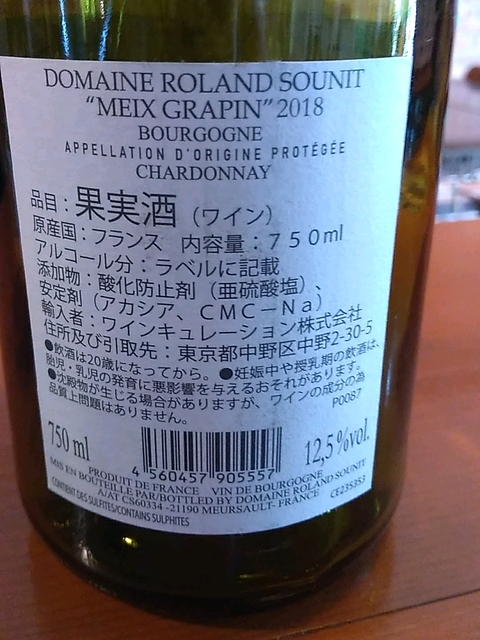 DOMAINE ROLAND SOUNIT
“MEIX GRAPIN” 2018
BOURGOGNE
APPELLATION D'ORIGINE PROTÉGÉE
CHARDONNAY
品目：果実酒（ワイン）
原産国：フランス　内容量：７５０ml
アルコール分：ラベルに記載
添加物：酸化防止剤（亜硫酸塩）、
安定剤（アカシア、ＣＭＣ－Ｎａ）
輸入者：ワインキュレーション株式会社
住所及び引取先：東京都中野区中野2-30-5
●飲酒は20歳になってから。●妊娠中や授乳期の飲酒は、
胎児・乳児の発育に悪影響を与えるおそれがあります。
●沈殿物が生じる場合がありますが、ワインの成分の為
品質上問題はありません。
P0087
750 ml
12,5 %vol.
4 560457 905557
PRODUIT DE FRANCE VIN DE BOURGOGNE
MIS EN BOUTEILLE PAR/BOTTLED BY DOMAINE ROLAND SOUNIT
A/AT CS60334 -21190 MEURSAULT- FRANCE
CONTIENT DES SULFITES/CONTAINS SULPHITES
CE235353